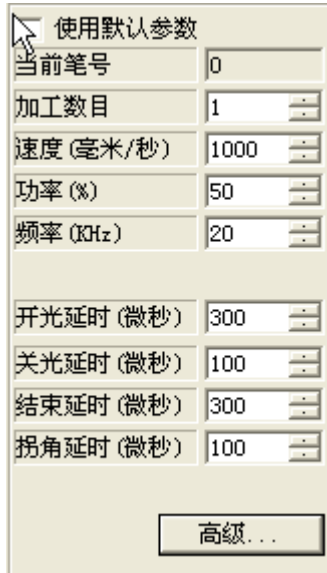 使用默认参数
当前笔号 0
加工数目 1
速度(毫米/秒) 1000
功率(%) 50
频率(KHz) 20
开光延时(微秒) 300
关光延时(微秒) 100
结束延时(微秒) 300
拐角延时(微秒) 100
高级...